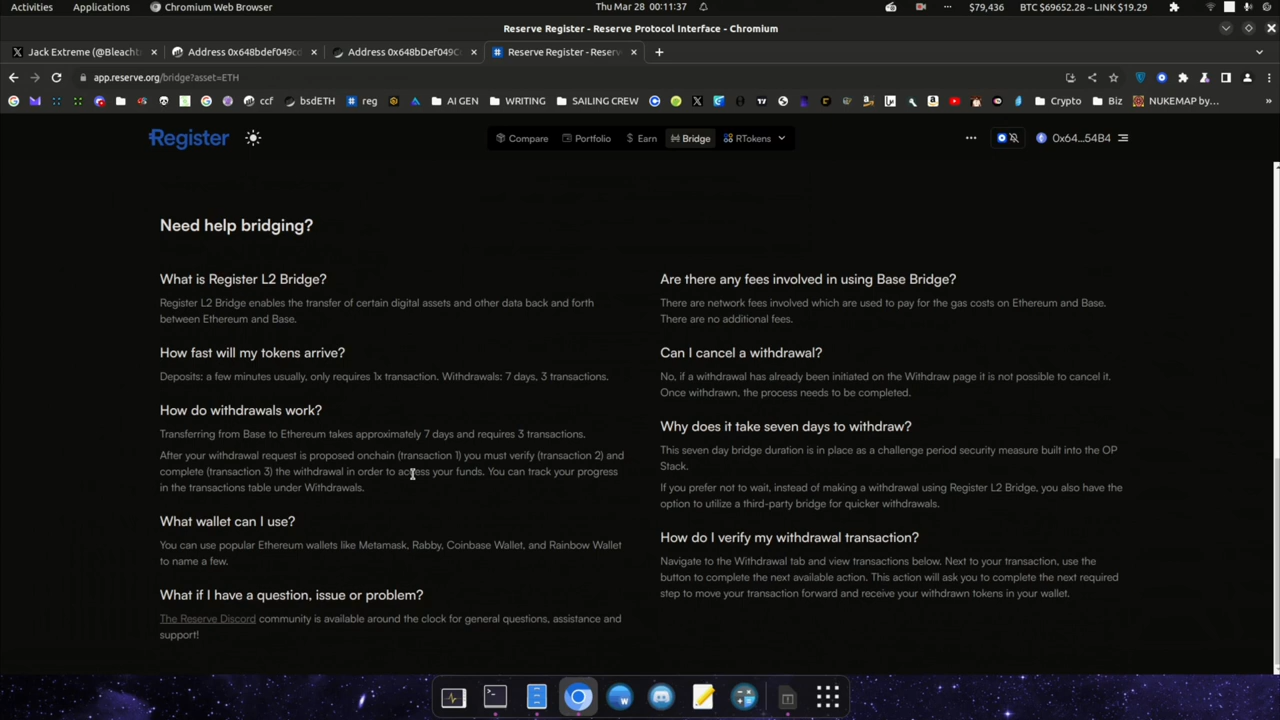 Activities
Applications
Chromium Web Browser
Thu Mar 28 00:11:37
$79,436
BTC $69652.28 – LINK $19.29
Reserve Register - Reserve Protocol Interface - Chromium
Jack Extreme (@Bleacht
Address 0x648bdef049cd
Address 0x648bDef049C
Reserve Register - Reserve
app.reserve.org/bridge?asset=ETH
ccf
bsdETH
reg
AI GEN
WRITING
SAILING CREW
Crypto
Biz
NUKEMAP by...
Register
Compare
Portfolio
Earn
Bridge
RTokens
0x64...54B4
Need help bridging?
What is Register L2 Bridge?
Register L2 Bridge enables the transfer of certain digital assets and other data back and forth
between Ethereum and Base.
How fast will my tokens arrive?
Deposits: a few minutes usually, only requires 1x transaction. Withdrawals: 7 days, 3 transactions.
How do withdrawals work?
Transferring from Base to Ethereum takes approximately 7 days and requires 3 transactions.
After your withdrawal request is proposed onchain (transaction 1) you must verify (transaction 2) and
complete (transaction 3) the withdrawal in order to access your funds. You can track your progress
in the transactions table under Withdrawals.
What wallet can I use?
You can use popular Ethereum wallets like Metamask, Rabby, Coinbase Wallet, and Rainbow Wallet
to name a few.
What if I have a question, issue or problem?
The Reserve Discord community is available around the clock for general questions, assistance and
support!
Are there any fees involved in using Base Bridge?
There are network fees involved which are used to pay for the gas costs on Ethereum and Base.
There are no additional fees.
Can I cancel a withdrawal?
No, if a withdrawal has already been initiated on the Withdraw page it is not possible to cancel it.
Once withdrawn, the process needs to be completed.
Why does it take seven days to withdraw?
This seven day bridge duration is in place as a challenge period security measure built into the OP
Stack.
If you prefer not to wait, instead of making a withdrawal using Register L2 Bridge, you also have the
option to utilize a third-party bridge for quicker withdrawals.
How do I verify my withdrawal transaction?
Navigate to the Withdrawal tab and view transactions below. Next to your transaction, use the
button to complete the next available action. This action will ask you to complete the next required
step to move your transaction forward and receive your withdrawn tokens in your wallet.